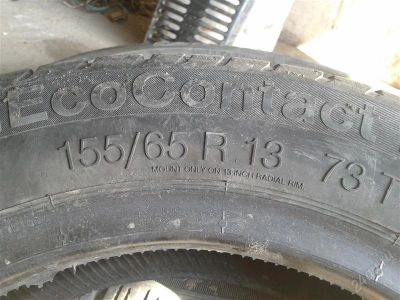 EcoContact
155/65 R 13 73 T
MOUNT ONLY ON 13 INCH RADIAL RIM.